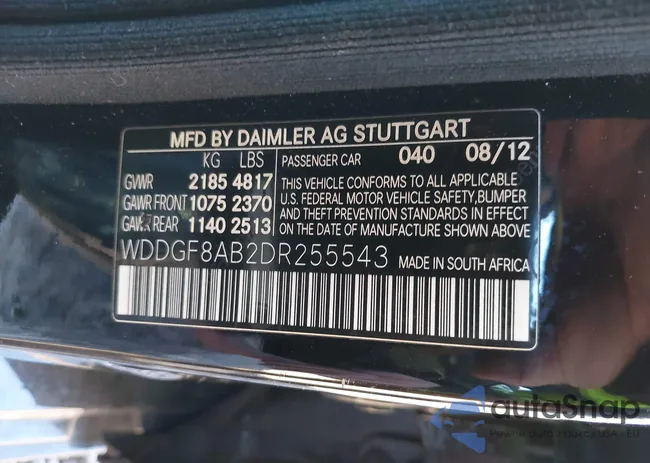 MFD BY DAIMLER AG STUTTGART
KG LBS
GVWR 2185 4817
GAWR FRONT 1075 2370
GAWR REAR 1140 2513
PASSENGER CAR 040 08/12
THIS VEHICLE CONFORMS TO ALL APPLICABLE
U.S. FEDERAL MOTOR VEHICLE SAFETY, BUMPER
AND THEFT PREVENTION STANDARDS IN EFFECT
ON THE DATE OF MANUFACTURE SHOWN ABOVE
WDDGF8AB2DR255543 MADE IN SOUTH AFRICA
autoSnap